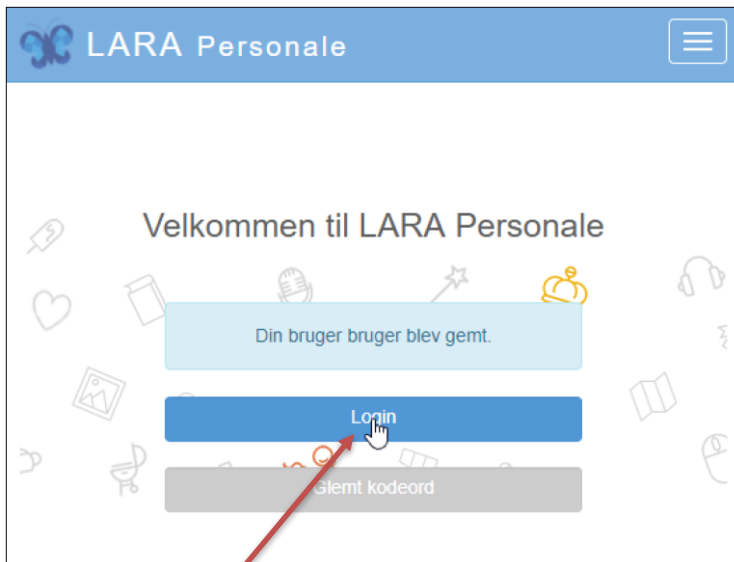 LARA Personale
Velkommen til LARA Personale
Din bruger bruger blev gemt.
Login
Glemt kodeord